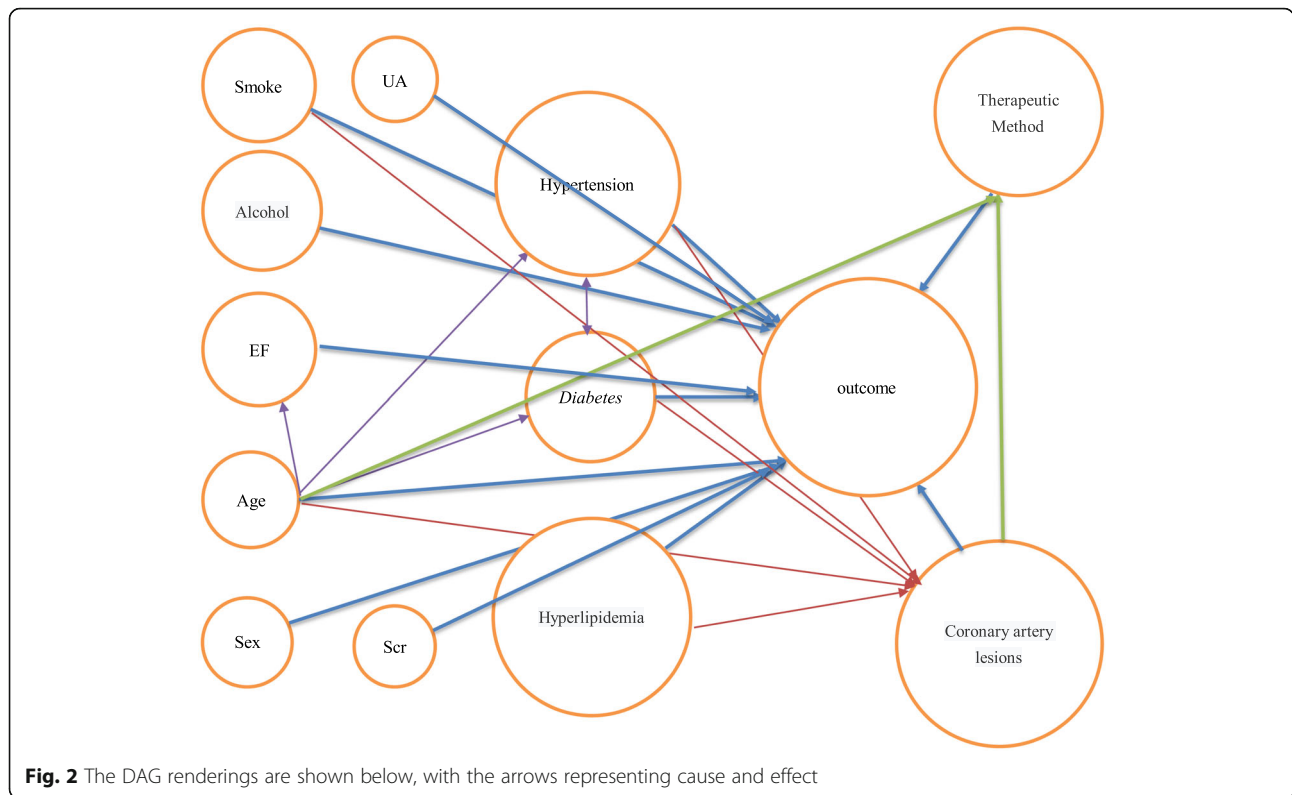 Smoke
UA
Therapeutic
Method
Hypertension
Alcohol
EF
Diabetes
outcome
Age
Hyperlipidemia
Sex
Scr
Coronary artery
lesions
Fig. 2 The DAG renderings are shown below, with the arrows representing cause and effect